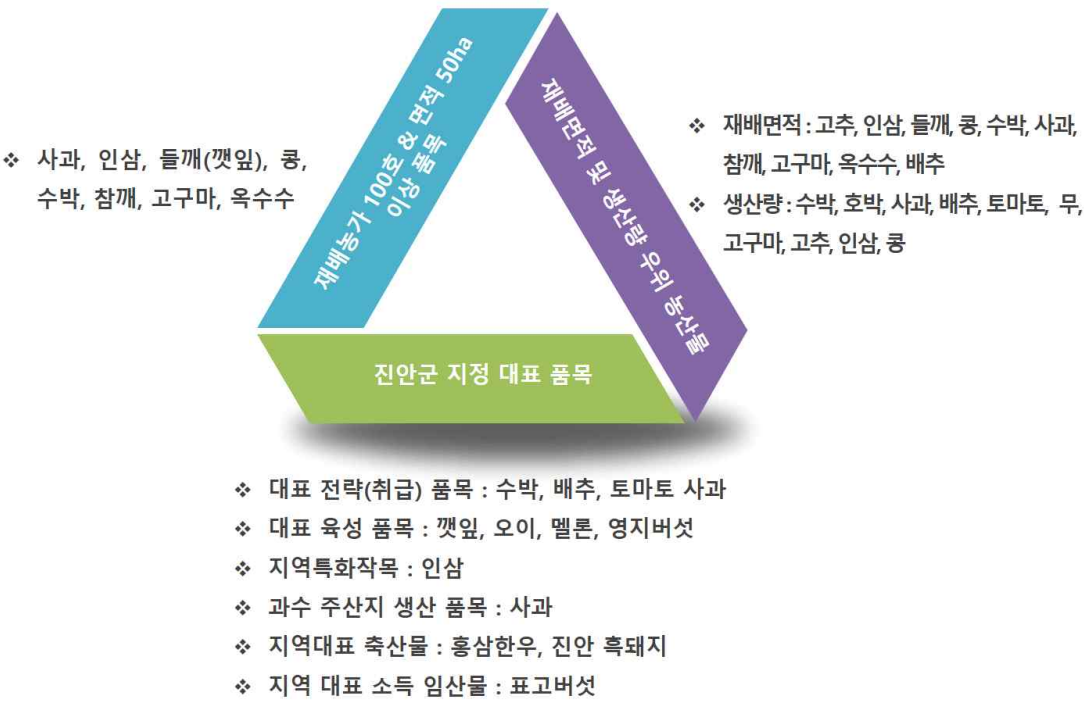 재배농가 100호 & 면적 50ha
이상 품목
❖ 사과, 인삼, 들깨(깻잎), 콩,
수박, 참깨, 고구마, 옥수수
재배면적 및 생산량 우위 농산물
❖ 재배면적 : 고추, 인삼, 들깨, 콩, 수박, 사과,
참깨, 고구마, 옥수수, 배추
❖ 생산량 : 수박, 호박, 사과, 배추, 토마토, 무,
고구마, 고추, 인삼, 콩
진안군 지정 대표 품목
❖ 대표 전략(취급) 품목 : 수박, 배추, 토마토 사과
❖ 대표 육성 품목 : 깻잎, 오이, 멜론, 영지버섯
❖ 지역특화작목 : 인삼
❖ 과수 주산지 생산 품목 : 사과
❖ 지역대표 축산물 : 홍삼한우, 진안 흑돼지
❖ 지역 대표 소득 임산물 : 표고버섯